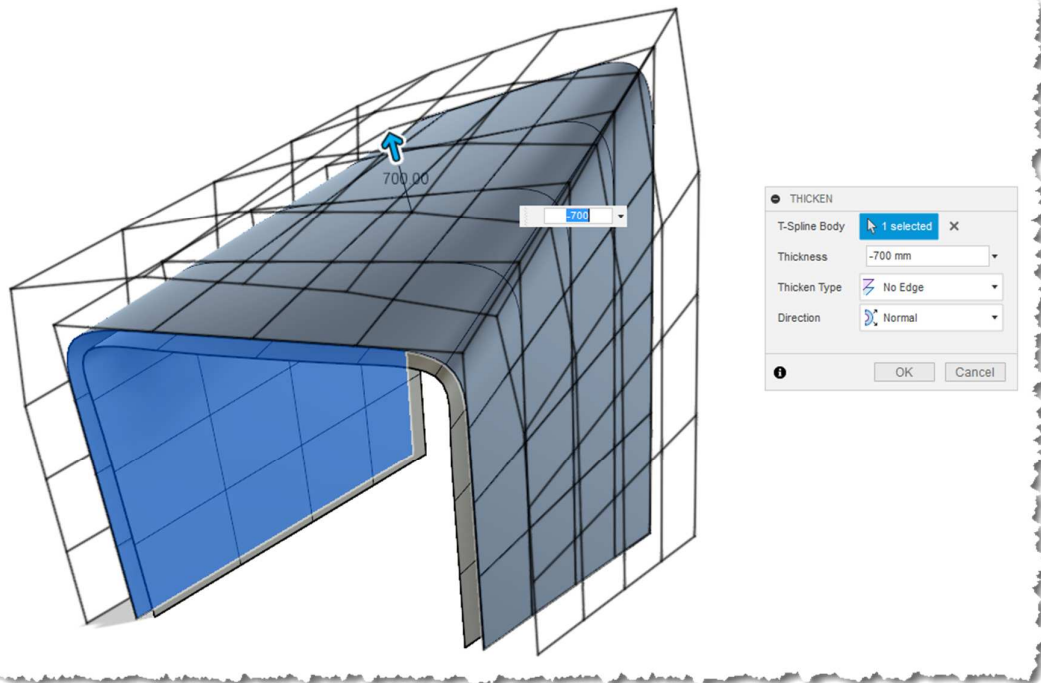 700.00
-700
THICKEN
T-Spline Body 1 selected
Thickness -700 mm
Thicken Type No Edge
Direction Normal
OK Cancel